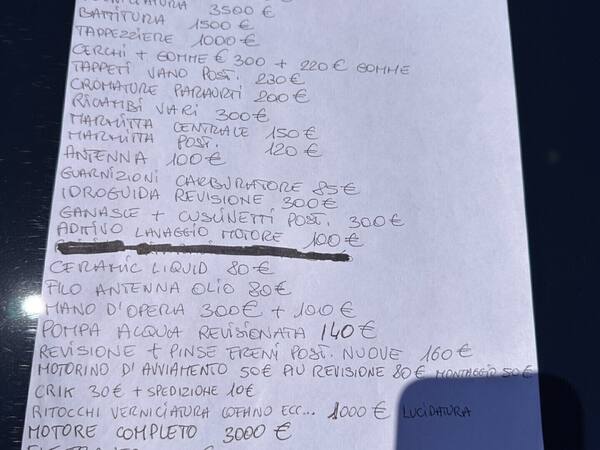 3500 €
BATTITURA 1500 €
TAPPEZZIERE 1000 €
CERCHI + GOMME € 300 + 220 € GOMME
TAPPETI VANO POST. 230 €
CROMATORE PARAURTI 200 €
RICAMBI VARI 300 €
MARMITTA CENTRALE 150 €
MARMITTA POST. 120 €
ANTENNA 100 €
GUARNIZIONI CARBURATORE 85 €
IDROGUIDA REVISIONE 300 €
GANASCE + CUSCINETTI POST. 300 €
ADITIVO LAVAGGIO MOTORE 100 €
CERAMIC LIQUID 80 €
FILO ANTENNA OLIO 80 €
MANO D'OPERIA 300 € + 100 €
POMPA ACQUA REVISIONATA 140 €
REVISIONE + PINSE FRENI POST. NUOVE 160 €
MOTORINO D'AVVIAMENTO 50 € PIU REVISIONE 80 € MONTAGGIO 50 €
CRIK 30 € + SPEDIZIONE 10 €
RITOCCHI VERNICIATURA COFANO ECC... 1000 € LUCIDATURA
MOTORE COMPLETO 3000 €